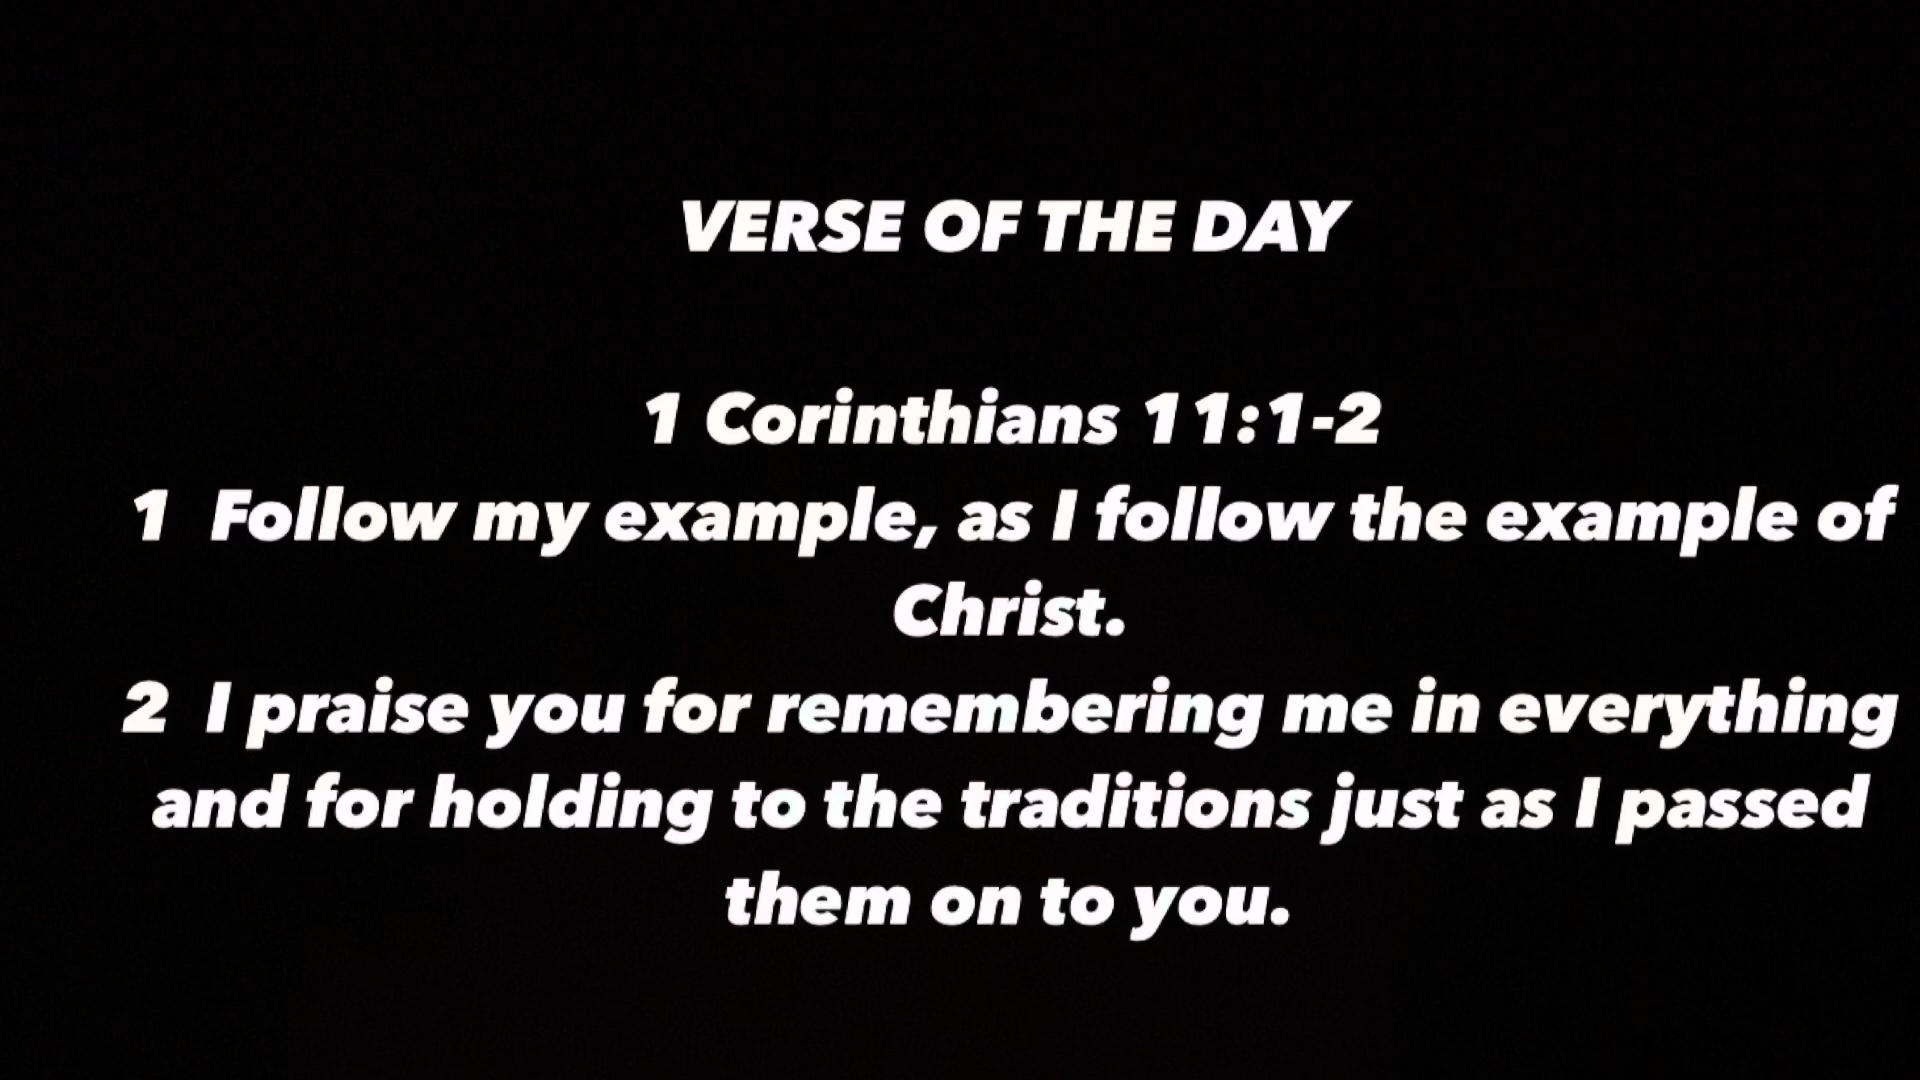 VERSE OF THE DAY
1 Corinthians 11:1-2
1 Follow my example, as I follow the example of
Christ.
2 I praise you for remembering me in everything
and for holding to the traditions just as I passed
them on to you.